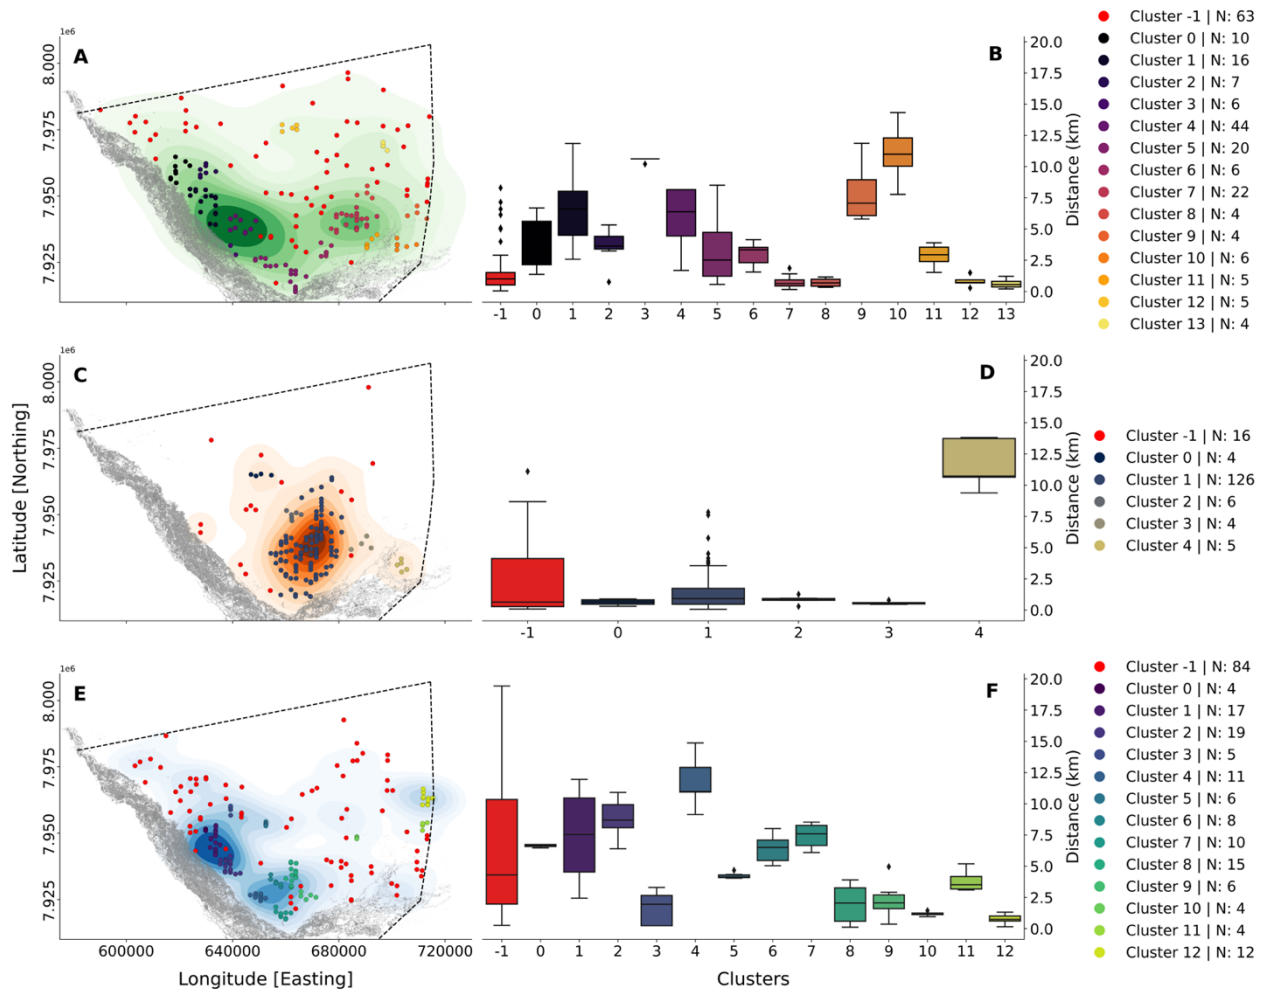 1e6
A
8.000
7.975
7.950
7.925
B
20.0
17.5
15.0
12.5
10.0
7.5
5.0
2.5
0.0
Distance (km)
-1 0 1 2 3 4 5 6 7 8 9 10 11 12 13
Cluster -1 | N: 63
Cluster 0 | N: 10
Cluster 1 | N: 16
Cluster 2 | N: 7
Cluster 3 | N: 6
Cluster 4 | N: 44
Cluster 5 | N: 20
Cluster 6 | N: 6
Cluster 7 | N: 22
Cluster 8 | N: 4
Cluster 9 | N: 4
Cluster 10 | N: 6
Cluster 11 | N: 5
Cluster 12 | N: 5
Cluster 13 | N: 4
1e6
C
8.000
7.975
7.950
7.925
Latitude [Northing]
D
20.0
17.5
15.0
12.5
10.0
7.5
5.0
2.5
0.0
Distance (km)
-1 0 1 2 3 4
Cluster -1 | N: 16
Cluster 0 | N: 4
Cluster 1 | N: 126
Cluster 2 | N: 6
Cluster 3 | N: 4
Cluster 4 | N: 5
1e6
E
8.000
7.975
7.950
7.925
600000 640000 680000 720000
Longitude [Easting]
F
20.0
17.5
15.0
12.5
10.0
7.5
5.0
2.5
0.0
Distance (km)
-1 0 1 2 3 4 5 6 7 8 9 10 11 12
Clusters
Cluster -1 | N: 84
Cluster 0 | N: 4
Cluster 1 | N: 17
Cluster 2 | N: 19
Cluster 3 | N: 5
Cluster 4 | N: 11
Cluster 5 | N: 6
Cluster 6 | N: 8
Cluster 7 | N: 10
Cluster 8 | N: 15
Cluster 9 | N: 6
Cluster 10 | N: 4
Cluster 11 | N: 4
Cluster 12 | N: 12